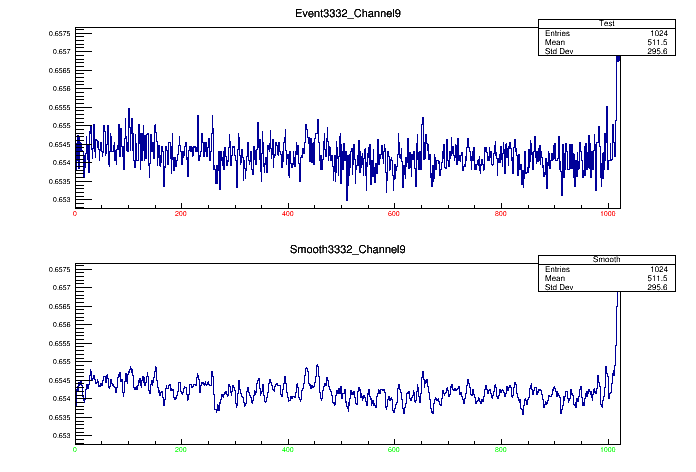 Event3332_Channel9
Test
Entries 1024
Mean 511.5
Std Dev 295.6
0.657
0.6565
0.656
0.6555
0.655
0.6545
0.654
0.6535
0.653
0 200 400 600 800 1000
Smooth3332_Channel9
Smooth
Entries 1024
Mean 511.5
Std Dev 295.6
0.6575
0.657
0.6565
0.656
0.6555
0.655
0.6545
0.654
0.6535
0.653
0 200 400 600 800 1000